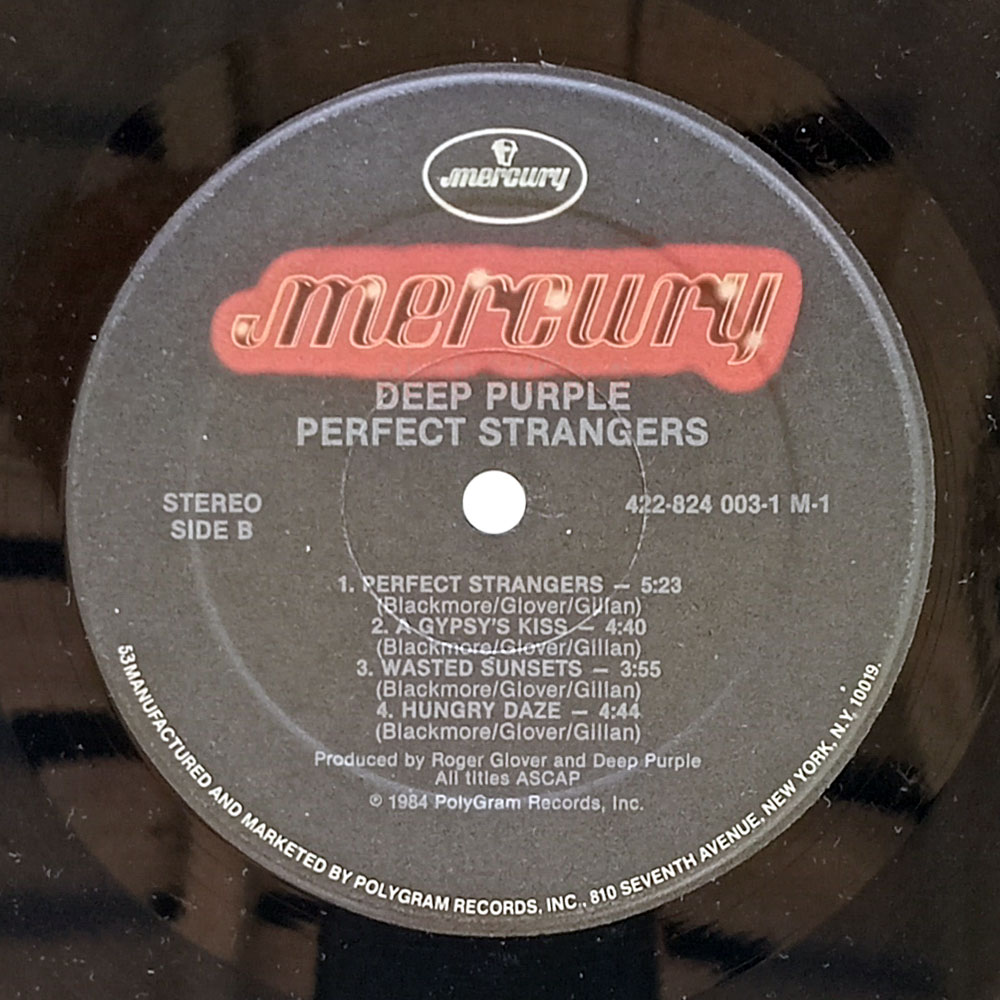 mercury
mercury
DEEP PURPLE
PERFECT STRANGERS
STEREO
SIDE B
422-824 003-1 M-1
1. PERFECT STRANGERS — 5:23
(Blackmore/Glover/Gillan)
2. A GYPSY'S KISS — 4:40
(Blackmore/Glover/Gillan)
3. WASTED SUNSETS — 3:55
(Blackmore/Glover/Gillan)
4. HUNGRY DAZE — 4:44
(Blackmore/Glover/Gillan)
Produced by Roger Glover and Deep Purple
All titles ASCAP
℗ 1984 PolyGram Records, Inc.
53 MANUFACTURED AND MARKETED BY POLYGRAM RECORDS, INC., 810 SEVENTH AVENUE, NEW YORK, N.Y. 10019.